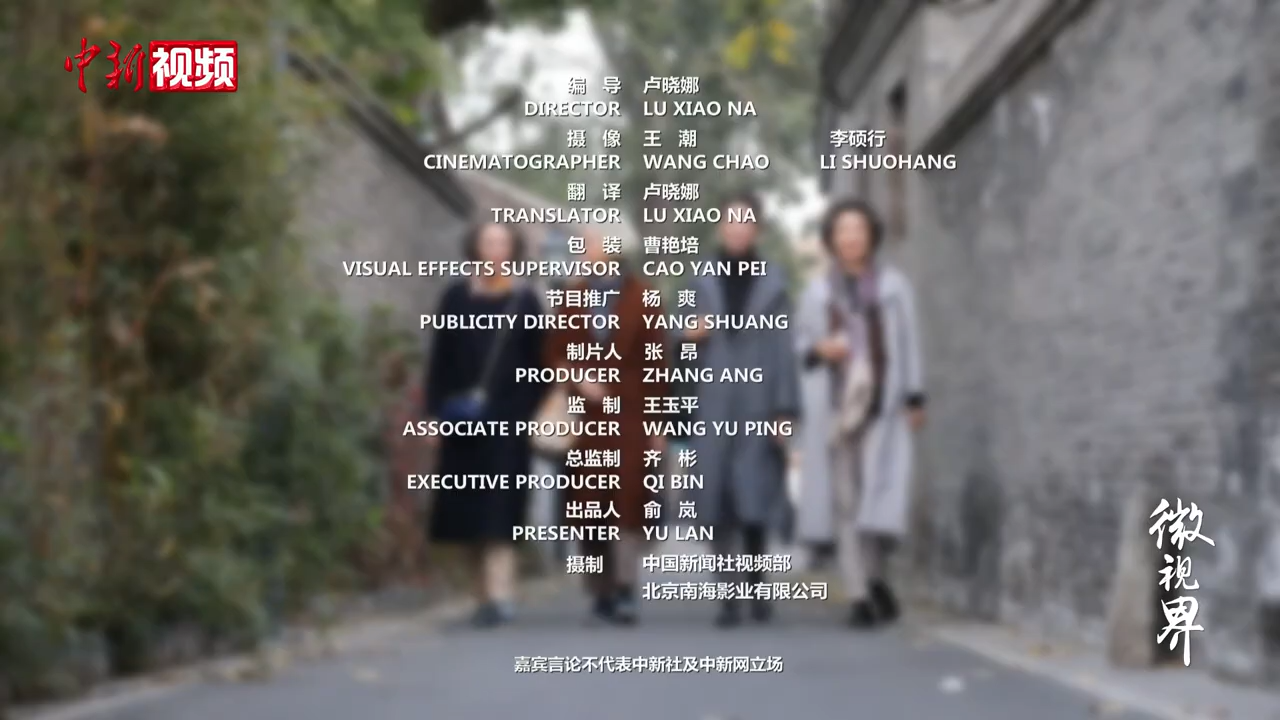 中新视频
编 导 卢晓娜
DIRECTOR LU XIAO NA
摄 像 王 潮 李硕行
CINEMATOGRAPHER WANG CHAO LI SHUOHANG
翻 译 卢晓娜
TRANSLATOR LU XIAO NA
包 装 曹艳培
VISUAL EFFECTS SUPERVISOR CAO YAN PEI
节目推广 杨 爽
PUBLICITY DIRECTOR YANG SHUANG
制片人 张 昂
PRODUCER ZHANG ANG
监 制 王玉平
ASSOCIATE PRODUCER WANG YU PING
总监制 齐 彬
EXECUTIVE PRODUCER QI BIN
出品人 俞 岚
PRESENTER YU LAN
摄制 中国新闻社视频部
北京南海影业有限公司
微視界
嘉宾言论不代表中新社及中新网立场